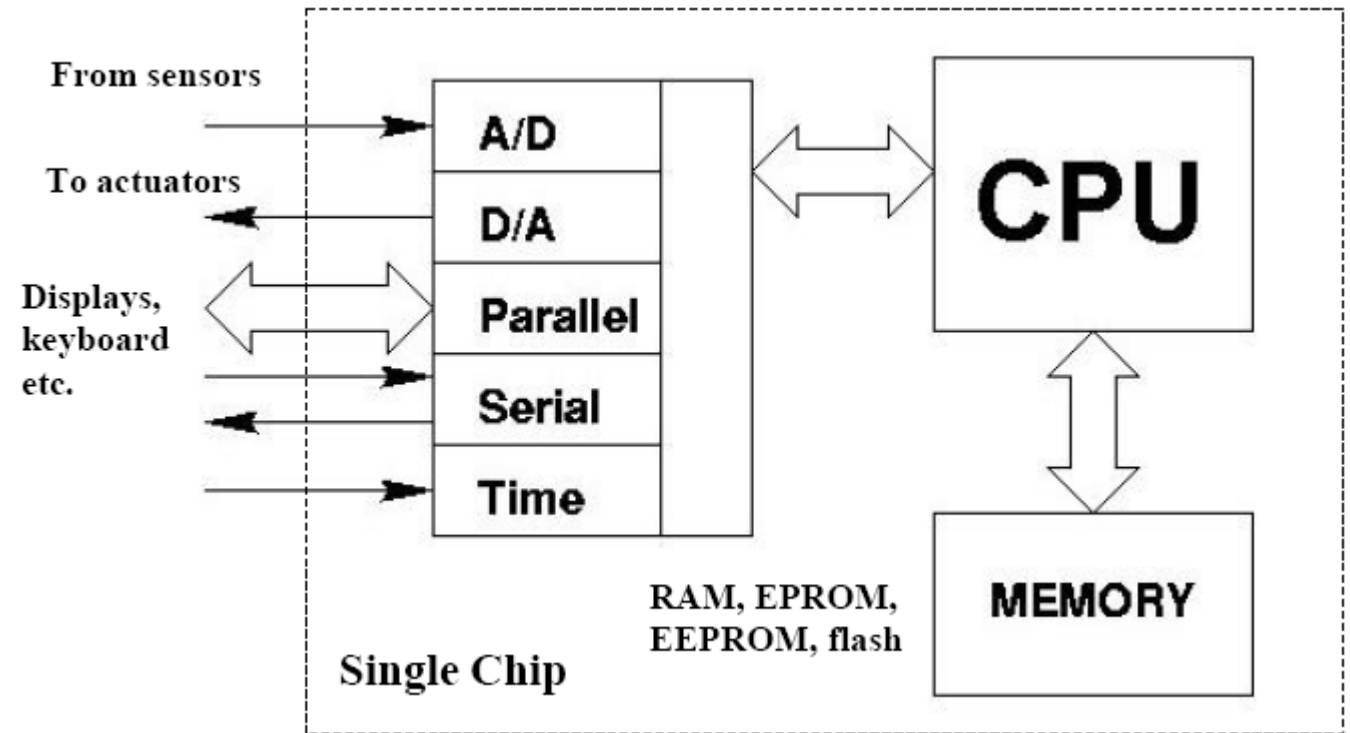 From sensors
To actuators
Displays,
keyboard
etc.
A/D
D/A
Parallel
Serial
Time
CPU
MEMORY
RAM, EPROM,
EEPROM, flash
Single Chip